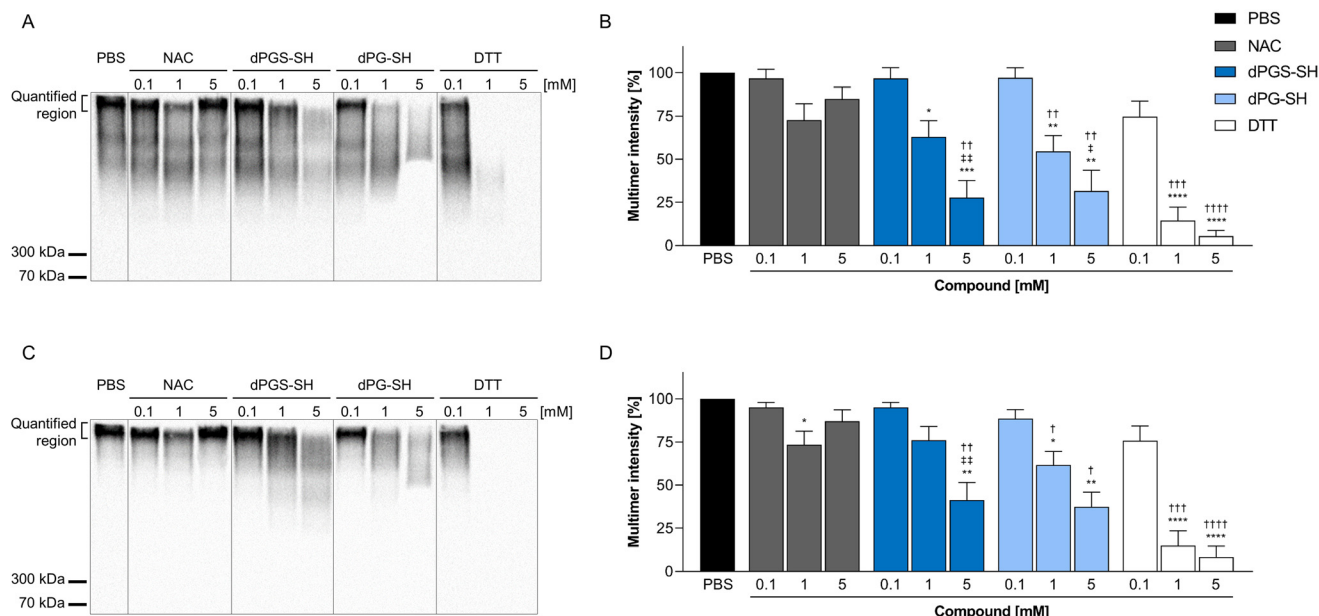 A
PBS NAC dPGS-SH dPG-SH DTT
0.1 1 5 0.1 1 5 0.1 1 5 0.1 1 5 [mM]
Quantified
region
300 kDa
70 kDa
B
Multimer intensity [%]
100
75
50
25
0
*
††
‡‡
***
††
**
††
‡
**
†††
****
††††
****
PBS 0.1 1 5 0.1 1 5 0.1 1 5 0.1 1 5
Compound [mM]
PBS
NAC
dPGS-SH
dPG-SH
DTT
C
PBS NAC dPGS-SH dPG-SH DTT
0.1 1 5 0.1 1 5 0.1 1 5 0.1 1 5 [mM]
Quantified
region
300 kDa
70 kDa
D
Multimer intensity [%]
100
75
50
25
0
*
††
‡‡
**
†
*
†
**
†††
****
††††
****
PBS 0.1 1 5 0.1 1 5 0.1 1 5 0.1 1 5
Compound [mM]